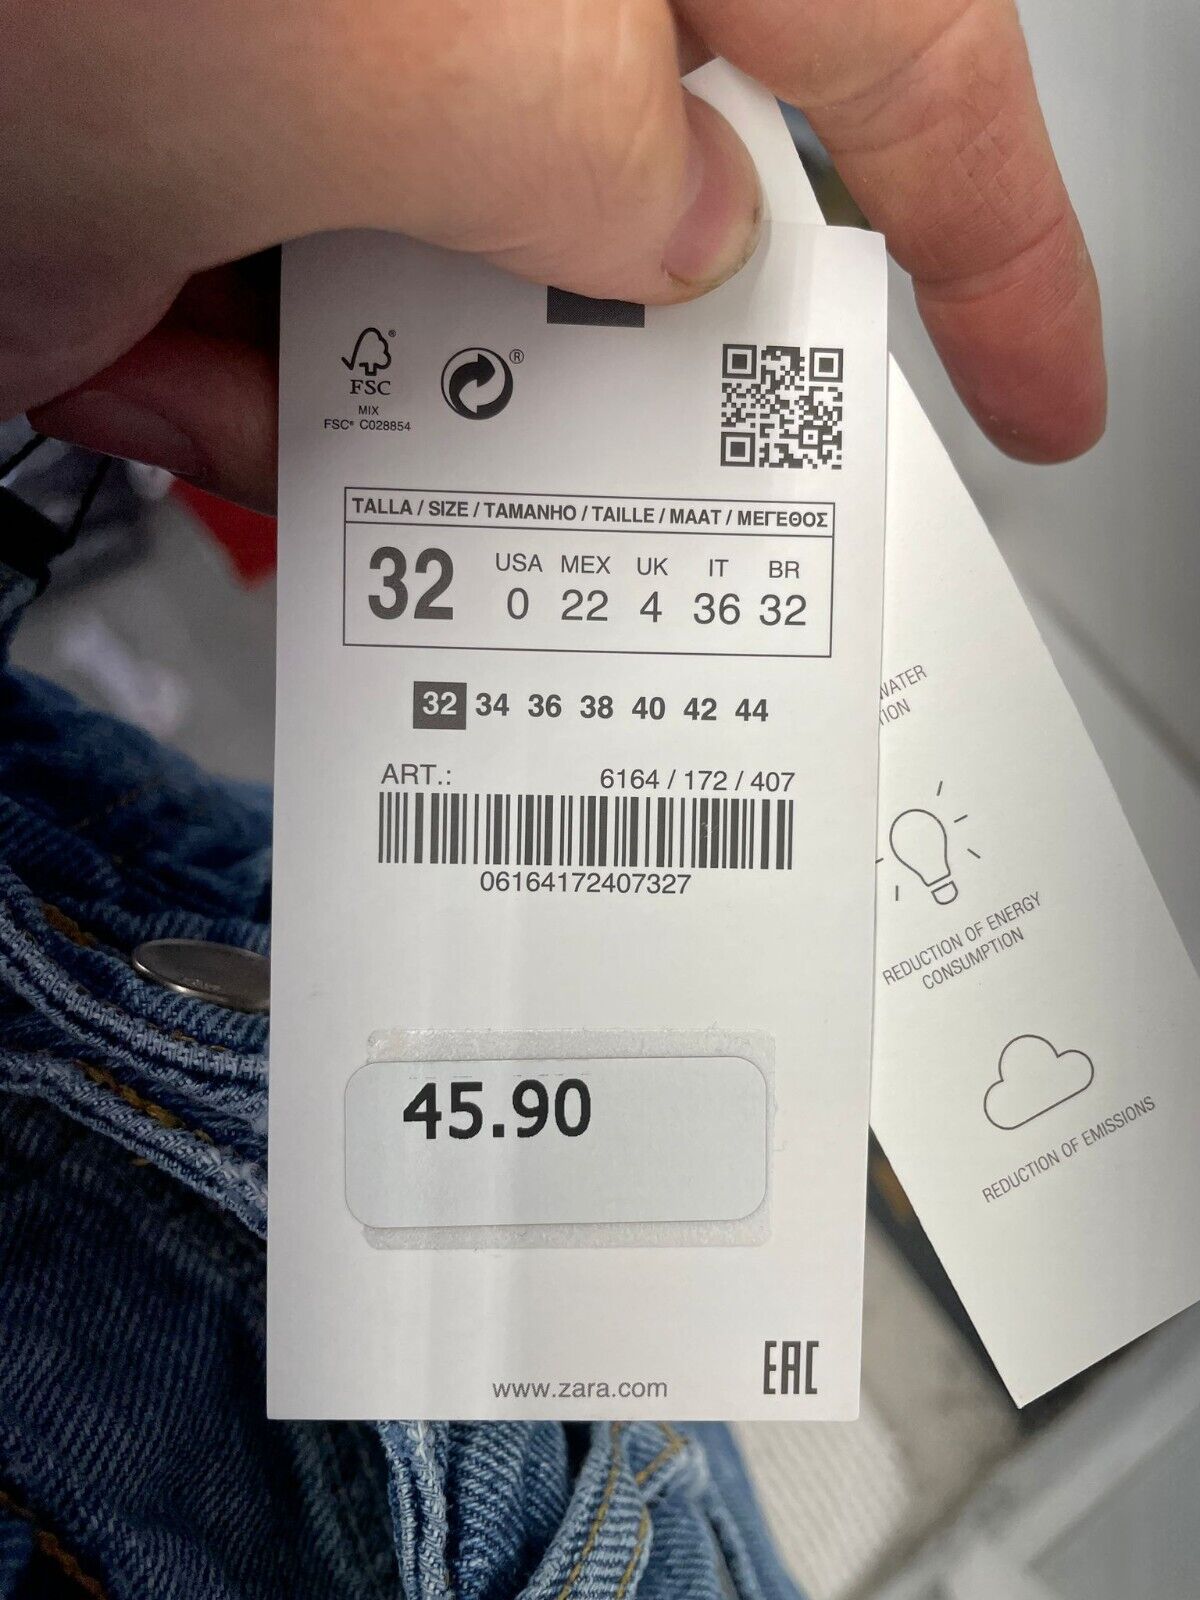 FSC®
MIX
FSC® C028854
®
TALLA / SIZE / TAMANHO / TAILLE / MAAT / ΜΕΓΕΘΟΣ
32
USA MEX UK IT BR
0 22 4 36 32
32 34 36 38 40 42 44
ART.: 6164 / 172 / 407
06164172407327
45.90
www.zara.com
EAC
WATER
REDUCTION OF ENERGY
CONSUMPTION
REDUCTION OF EMISSIONS